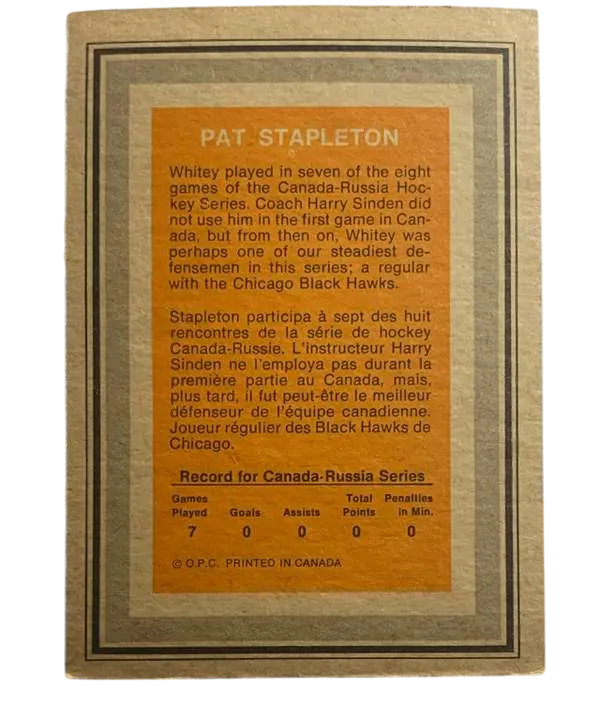 PAT STAPLETON
Whitey played in seven of the eight
games of the Canada-Russia Hoc-
key Series. Coach Harry Sinden did
not use him in the first game in Can-
ada, but from then on, Whitey was
perhaps one of our steadiest de-
fensemen in this series; a regular
with the Chicago Black Hawks.
Stapleton participa à sept des huit
rencontres de la série de hockey
Canada-Russie. L'instructeur Harry
Sinden ne l'employa pas durant la
première partie au Canada, mais,
plus tard, il fut peut-être le meilleur
défenseur de l'équipe canadienne.
Joueur régulier des Black Hawks de
Chicago.
Record for Canada-Russia Series
Games Total Penalties
Played Goals Assists Points in Min.
7 0 0 0 0
© O.P.C. PRINTED IN CANADA